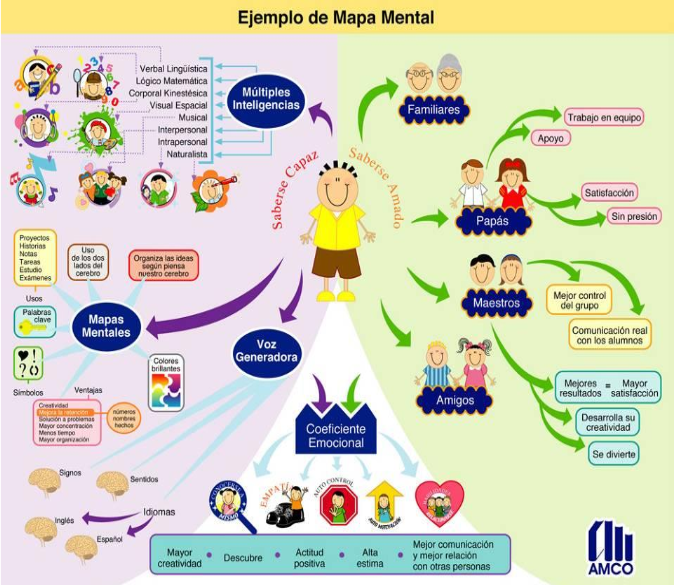 Ejemplo de Mapa Mental
Verbal Lingüística
Lógico Matemática
Corporal Kinestésica
Visual Espacial
Musical
Interpersonal
Intrapersonal
Naturalista
Múltiples
Inteligencias
Saberse Capaz
Saberse Amado
Familiares
Trabajo en equipo
Apoyo
Papás
Satisfacción
Sin presión
Maestros
Mejor control
del grupo
Comunicación real
con los alumnos
Amigos
Mejores = Mayor
resultados satisfacción
Desarrolla su
creatividad
Se divierte
Proyectos
Historias
Notas
Tareas
Estudio
Exámenes
Usos
Uso
de los dos
lados del
cerebro
Organiza las ideas
según piensa
nuestro cerebro
Palabras
clave
Mapas
Mentales
Voz
Generadora
Símbolos
Colores
brillantes
Ventajas
Creatividad
Mejora la retención
Solución a problemas
Mayor concentración
Menos tiempo
Mayor organización
números
nombres
hechos
Signos
Sentidos
Idiomas
Inglés
Español
Coeficiente
Emocional
EMPATÍA
AUTO CONTROL
AUTO MOTIVACIÓN
Mayor
creatividad
Descubre
Actitud
positiva
Alta
estima
Mejor comunicación
y mejor relación
con otras personas
AMCO